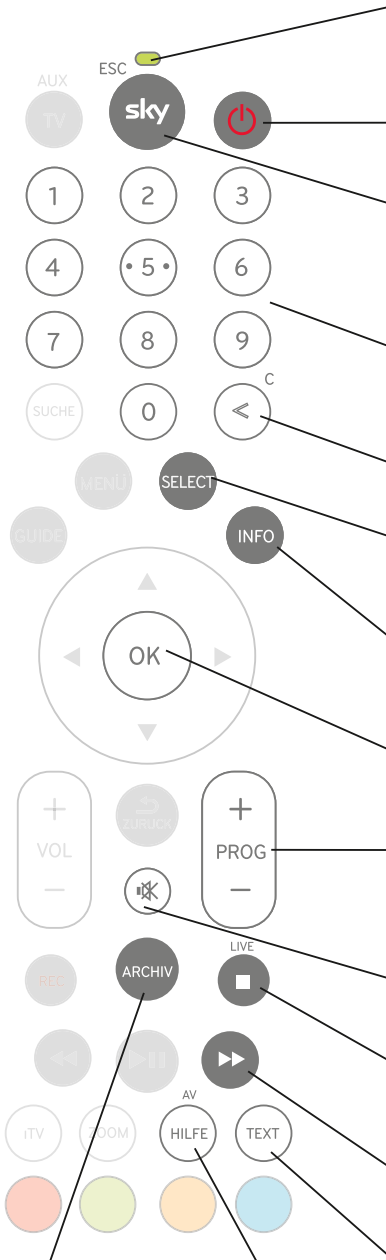 ESC
AUX
TV sky
1 2 3
4 5 6
7 8 9
C
SUCHE 0
MENÜ SELECT
GUIDE INFO
OK
+ +
VOL ZURÜCK PROG
− −
ARCHIV LIVE
REC
AV
iTV ZOOM HILFE TEXT